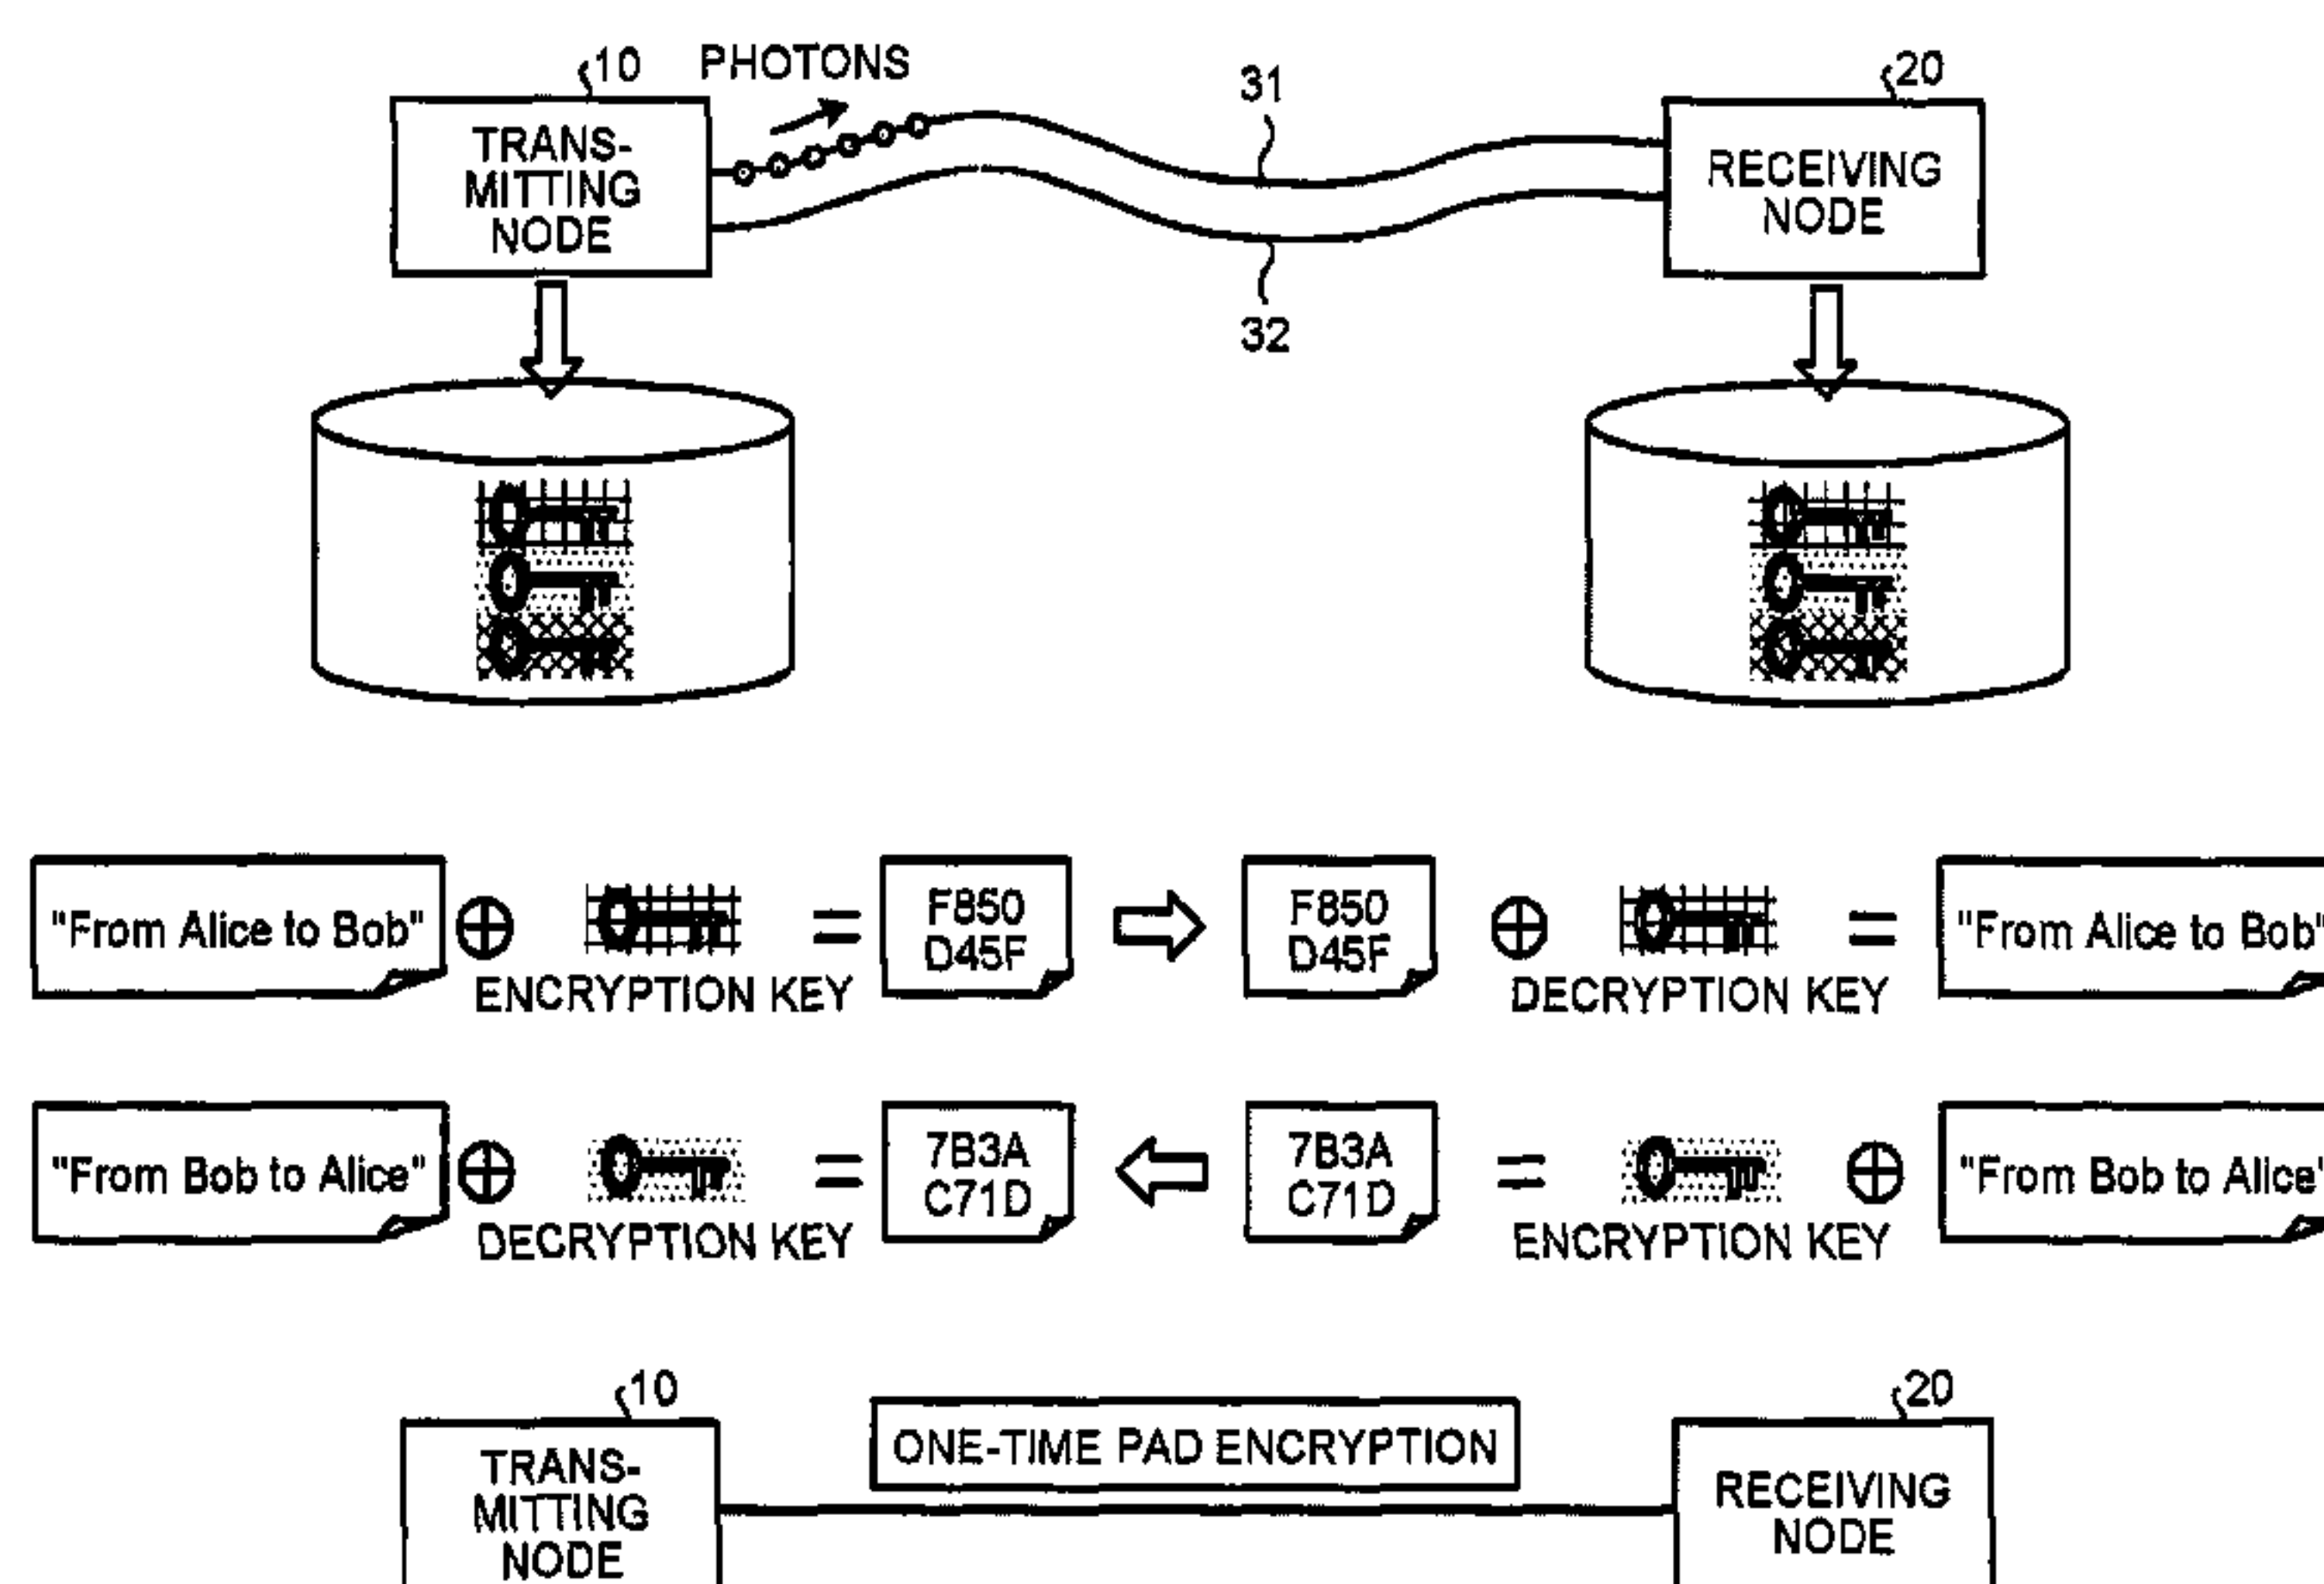 10
PHOTONS
31
20
TRANS-
MITTING
NODE
RECEIVING
NODE
32
"From Alice to Bob" ⊕ = F850
D45F
F850
D45F ⊕ = "From Alice to Bob"
ENCRYPTION KEY
DECRYPTION KEY
"From Bob to Alice" ⊕ = 7B3A
C71D
7B3A
C71D = ⊕ "From Bob to Alice"
DECRYPTION KEY
ENCRYPTION KEY
10
20
TRANS-
MITTING
NODE
ONE-TIME PAD ENCRYPTION
RECEIVING
NODE